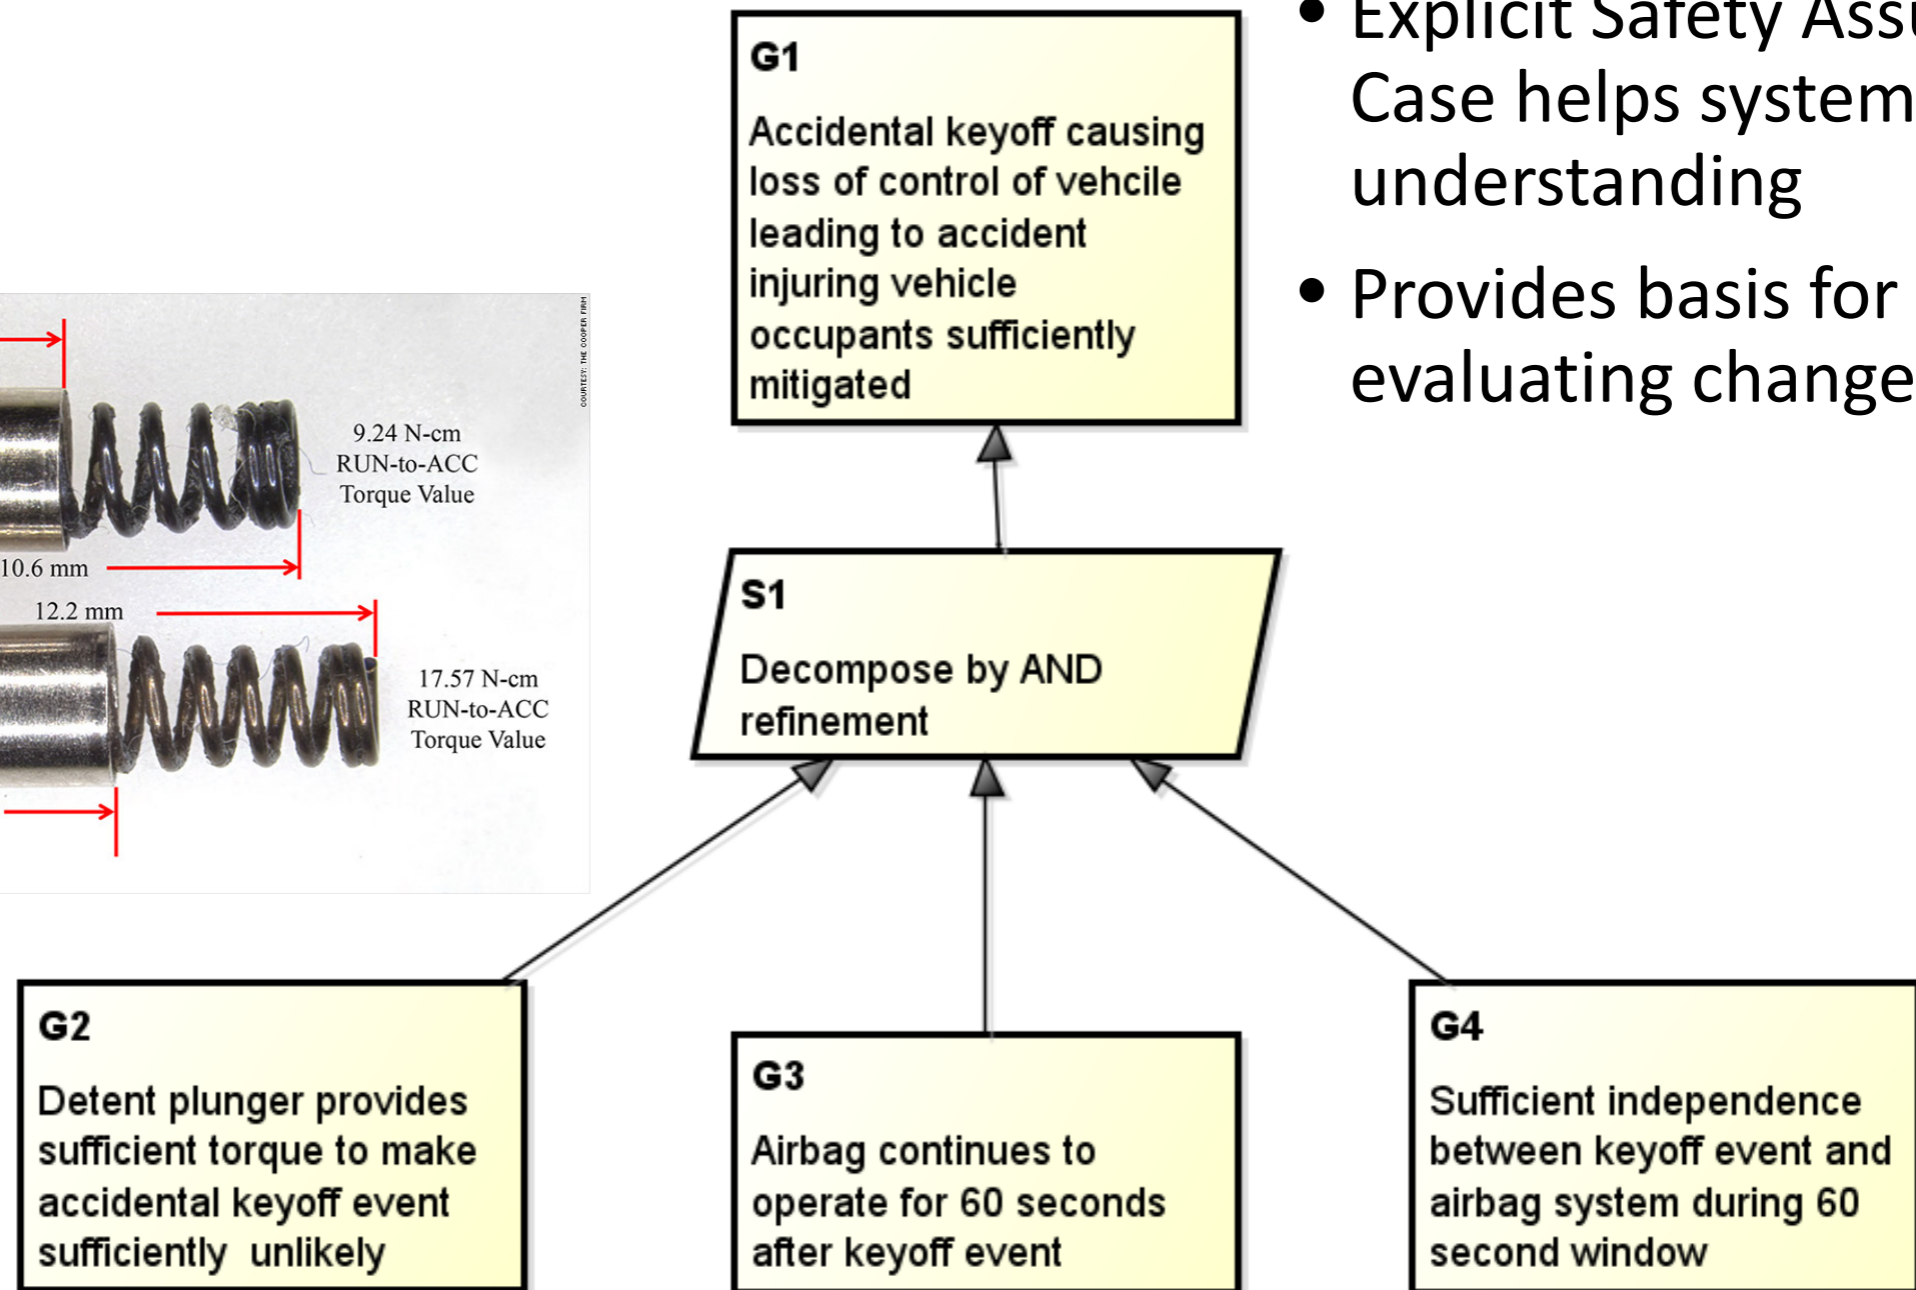 G1
Accidental keyoff causing
loss of control of vehcile
leading to accident
injuring vehicle
occupants sufficiently
mitigated
• Explicit Safety
Case helps system
understanding
• Provides basis for
evaluating change
COURTESY: THE COOPER FIRM
9.24 N-cm
RUN-to-ACC
Torque Value
10.6 mm
12.2 mm
17.57 N-cm
RUN-to-ACC
Torque Value
S1
Decompose by AND
refinement
G2
Detent plunger provides
sufficient torque to make
accidental keyoff event
sufficiently unlikely
G3
Airbag continues to
operate for 60 seconds
after keyoff event
G4
Sufficient independence
between keyoff event and
airbag system during 60
second window